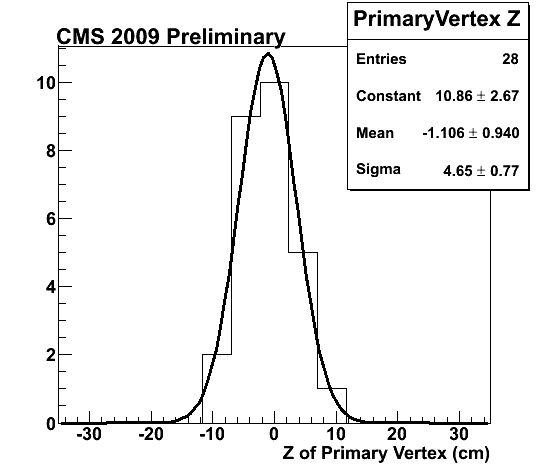 CMS 2009 Preliminary
PrimaryVertex Z
Entries 28
Constant 10.86 ± 2.67
Mean -1.106 ± 0.940
Sigma 4.65 ± 0.77
10
8
6
4
2
0
-30 -20 -10 0 10 20 30
Z of Primary Vertex (cm)